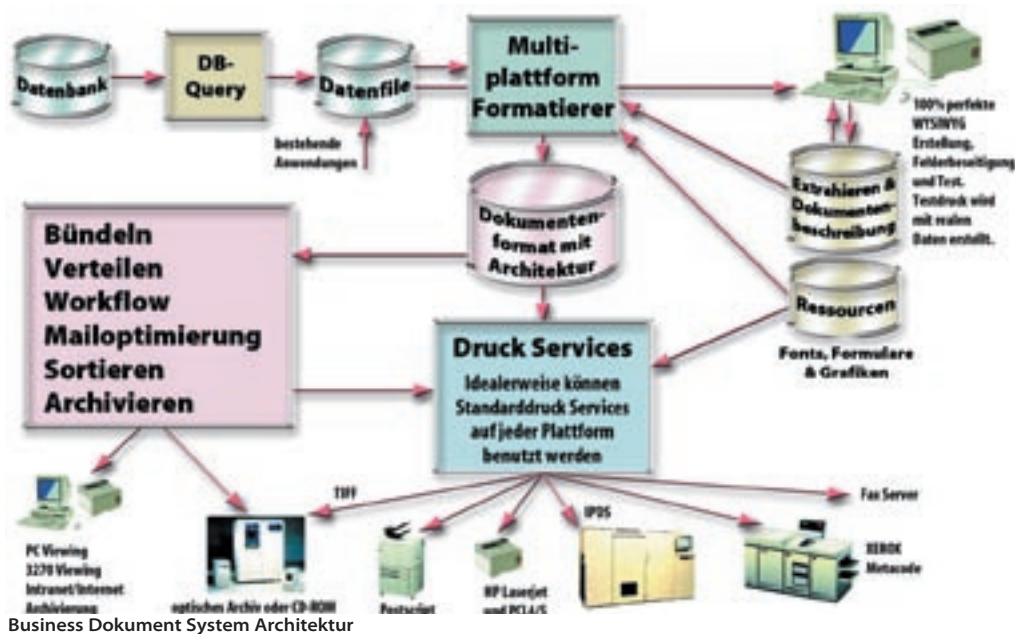 Datenbank
DB-
Query
Datenfile
bestehende
Anwendungen
Multi-
plattform
Formatierer
100% perfekte
WYSIWYG
Erstellung,
Fehlerbeseitigung
und Test.
Testdruck wird
mit realen
Daten erstellt.
Extrahieren &
Dokumenten-
beschreibung
Ressourcen
Fonts, Formulare
& Grafiken
Dokumenten-
format mit
Architektur
Bündeln
Verteilen
Workflow
Mailoptimierung
Sortieren
Archivieren
Druck Services
Idealerweise können
Standarddruck Services
auf jeder Plattform
benutzt werden
PC Viewing
3270 Viewing
Intranet/Internet
Archivierung
TIFF
optisches Archiv oder CD-ROM
Postscript
HP Laserjet
und PCL4/5
IPDS
Fax Server
XEROX
Metacode
Business Dokument System Architektur